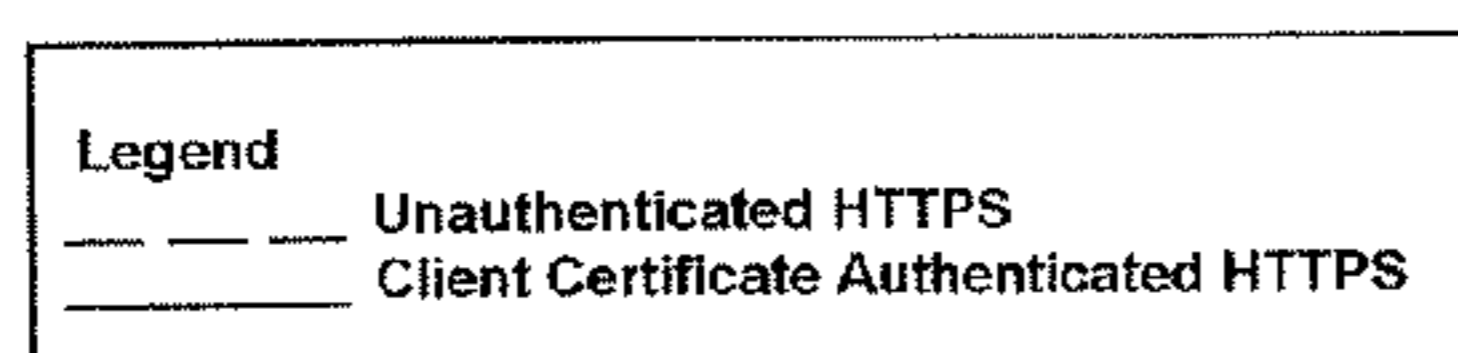 Legend
Unauthenticated HTTPS
Client Certificate Authenticated HTTPS